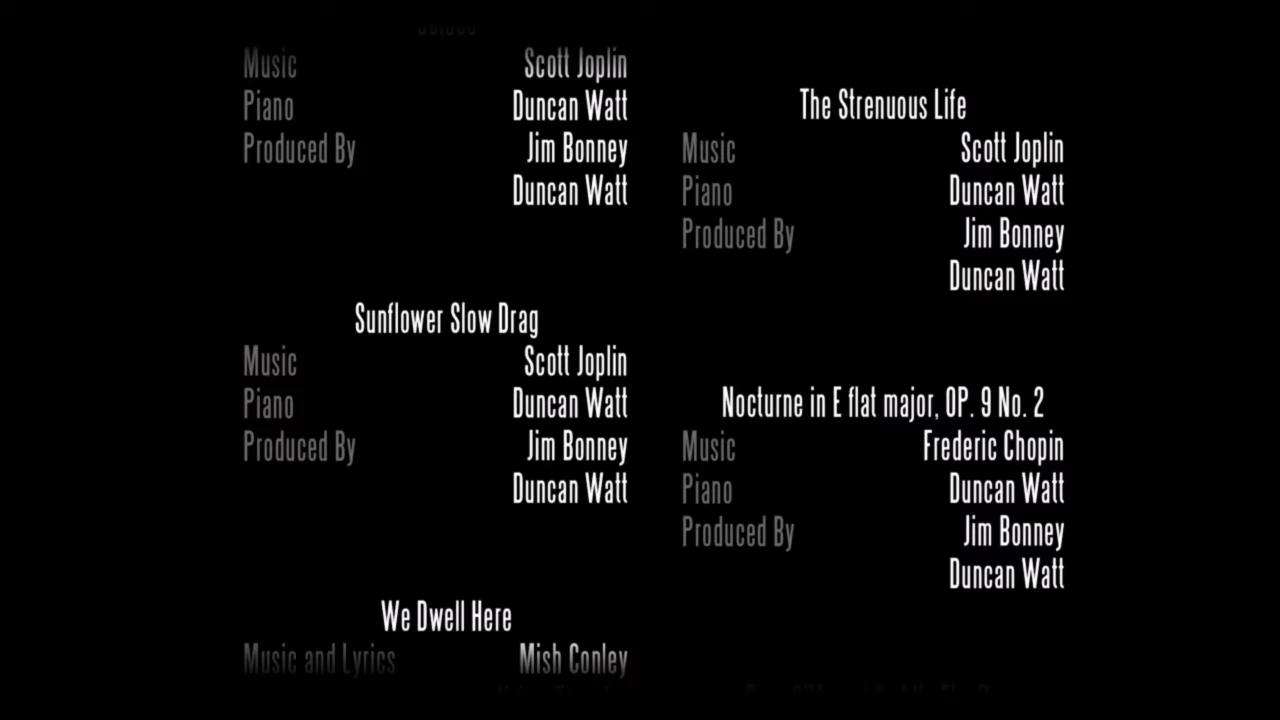 Music Scott Joplin
Piano Duncan Watt
Produced By Jim Bonney
Duncan Watt
Sunflower Slow Drag
Music Scott Joplin
Piano Duncan Watt
Produced By Jim Bonney
Duncan Watt
We Dwell Here
Music and Lyrics Mish Conley
The Strenuous Life
Music Scott Joplin
Piano Duncan Watt
Produced By Jim Bonney
Duncan Watt
Nocturne in E flat major, OP. 9 No. 2
Music Frederic Chopin
Piano Duncan Watt
Produced By Jim Bonney
Duncan Watt